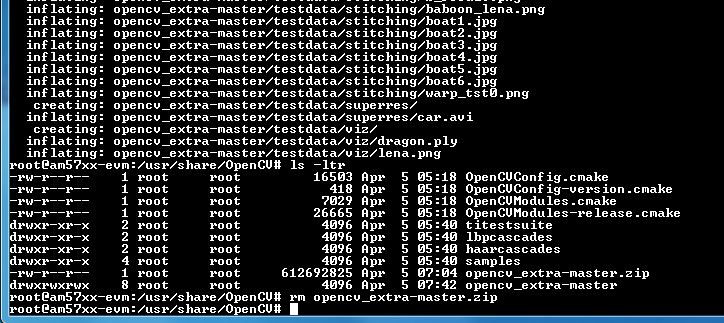 inflating: opencv_extra-master/testdata/stitching/baboon_lena.png
inflating: opencv_extra-master/testdata/stitching/boat1.jpg
inflating: opencv_extra-master/testdata/stitching/boat2.jpg
inflating: opencv_extra-master/testdata/stitching/boat3.jpg
inflating: opencv_extra-master/testdata/stitching/boat4.jpg
inflating: opencv_extra-master/testdata/stitching/boat5.jpg
inflating: opencv_extra-master/testdata/stitching/boat6.jpg
inflating: opencv_extra-master/testdata/stitching/warp_tst0.png
creating: opencv_extra-master/testdata/superres/
inflating: opencv_extra-master/testdata/superres/car.avi
creating: opencv_extra-master/testdata/viz/
inflating: opencv_extra-master/testdata/viz/dragon.ply
inflating: opencv_extra-master/testdata/viz/lena.png
root@am57xx-evm:/usr/share/OpenCV# ls -ltr
-rw-r--r-- 1 root root 16503 Apr 5 05:18 OpenCVConfig.cmake
-rw-r--r-- 1 root root 418 Apr 5 05:18 OpenCVConfig-version.cmake
-rw-r--r-- 1 root root 7029 Apr 5 05:18 OpenCVModules.cmake
-rw-r--r-- 1 root root 26665 Apr 5 05:18 OpenCVModules-release.cmake
drwxr-xr-x 2 root root 4096 Apr 5 05:40 titestsuite
drwxr-xr-x 2 root root 4096 Apr 5 05:40 lbpcascades
drwxr-xr-x 2 root root 4096 Apr 5 05:40 haarcascades
drwxr-xr-x 4 root root 4096 Apr 5 05:40 samples
-rw-r--r-- 1 root root 612692825 Apr 5 07:04 opencv_extra-master.zip
drwxrwxrwx 8 root root 4096 Apr 5 07:42 opencv_extra-master
root@am57xx-evm:/usr/share/OpenCV# rm opencv_extra-master.zip
root@am57xx-evm:/usr/share/OpenCV#